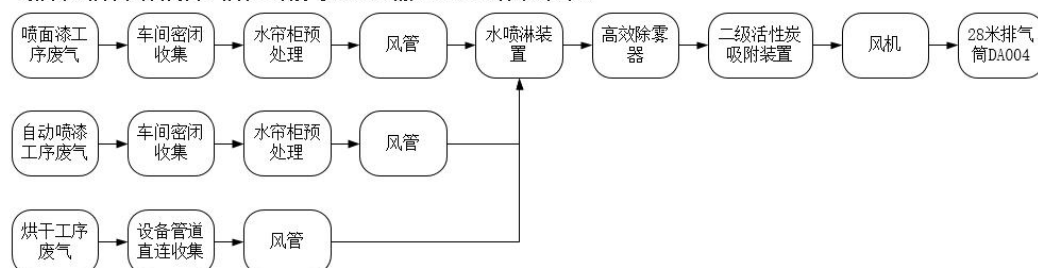 喷面漆工
序废气
车间密闭
收集
水帘柜预
处理
风管
水喷淋装
置
高效除雾
器
二级活性炭
吸附装置
风机
28米排气
筒DA004
自动喷漆
工序废气
车间密闭
收集
水帘柜预
处理
风管
烘干工序
废气
设备管道
直连收集
风管